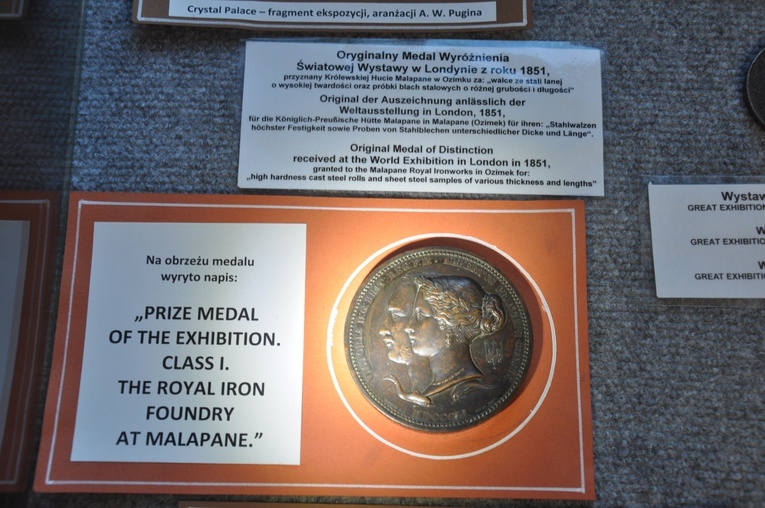 Crystal Palace – fragment ekspozycji, aranżacji A. W. Pugina
Oryginalny Medal Wyróżnienia
Światowej Wystawy w Londynie z roku 1851,
przyznany Królewskiej Hucie Malapane w Ozimku za: „walce ze stali lanej
o wysokiej twardości oraz próbki blach stalowych o różnej grubości i długości”
Original der Auszeichnung anlässlich der
Weltausstellung in London, 1851,
für die Königlich-Preußische Hütte Malapane in Malapane (Ozimek) für ihren: „Stahlwalzen
höchster Festigkeit sowie Proben von Stahlblechen unterschiedlicher Dicke und Länge”.
Original Medal of Distinction
received at the World Exhibition in London in 1851,
granted to the Malapane Royal Ironworks in Ozimek for:
„high hardness cast steel rolls and sheet steel samples of various thickness and lengths”
Na obrzeżu medalu
wyryto napis:
„PRIZE MEDAL
OF THE EXHIBITION.
CLASS I.
THE ROYAL IRON
FOUNDRY
AT MALAPANE.”
Wystaw
GREAT EXHIBITION
W
GREAT EXHIBITI
W
GREAT EXHIBITI